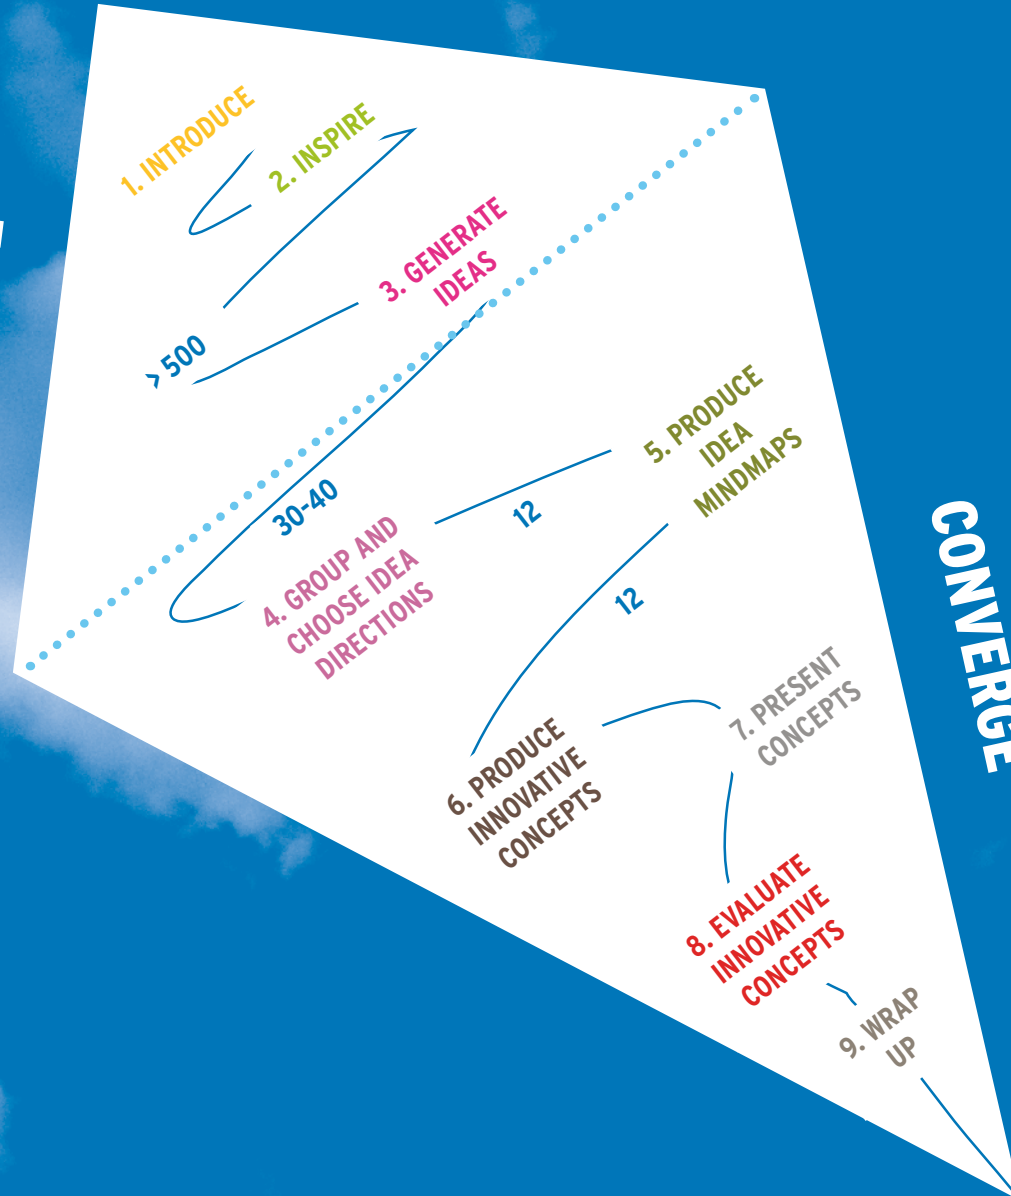 1. INTRODUCE
2. INSPIRE
3. GENERATE
IDEAS
> 500
30-40
4. GROUP AND
CHOOSE IDEA
DIRECTIONS
12
5. PRODUCE
IDEA
MINDMAPS
12
6. PRODUCE
INNOVATIVE
CONCEPTS
7. PRESENT
CONCEPTS
8. EVALUATE
INNOVATIVE
CONCEPTS
9. WRAP
UP
CONVERGE